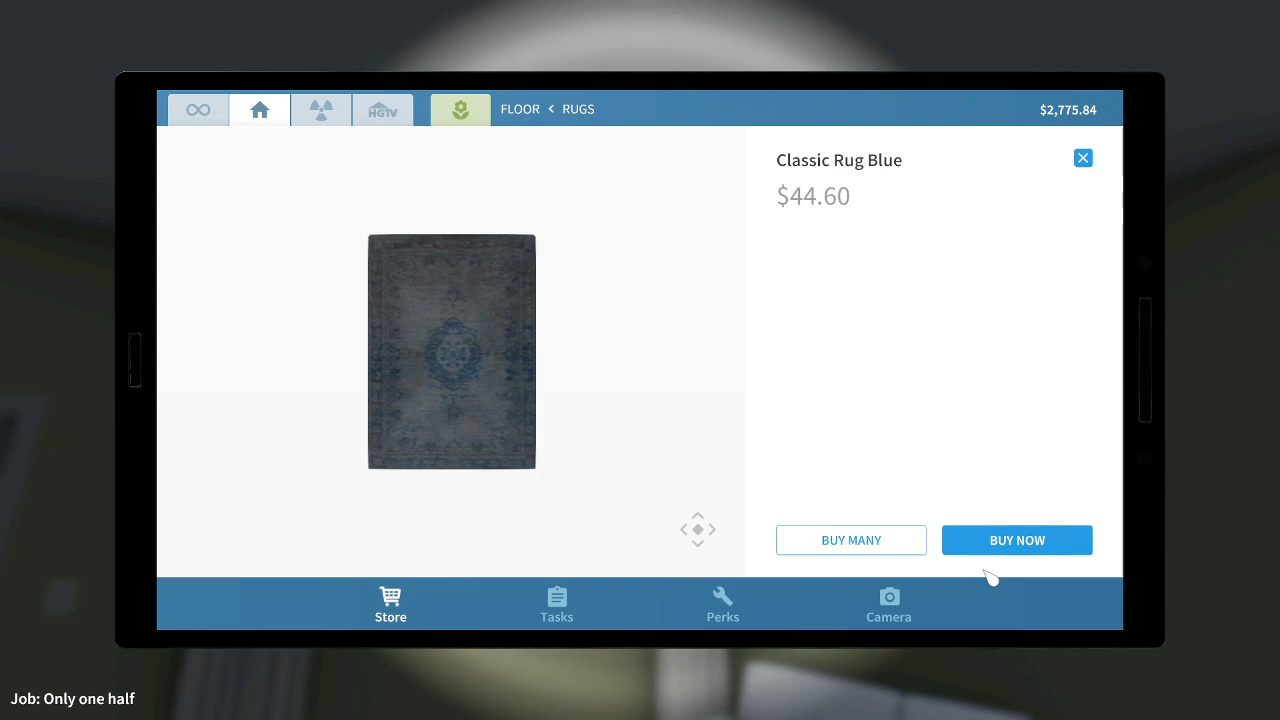 HGTV
FLOOR < RUGS
$2,775.84
Classic Rug Blue
$44.60
BUY MANY
BUY NOW
Store
Tasks
Perks
Camera
Job: Only one half